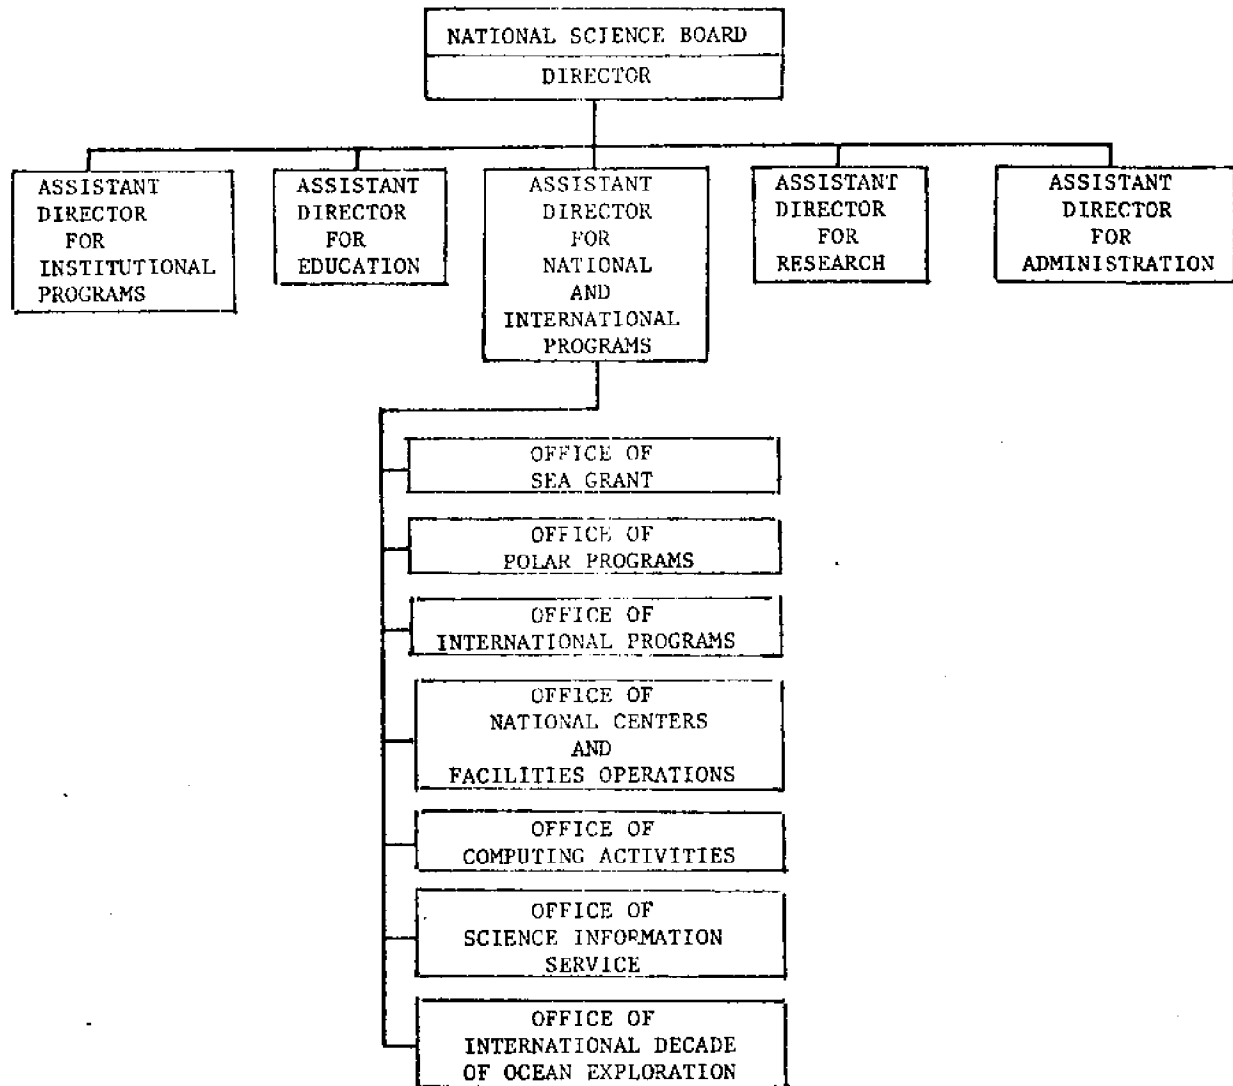 NATIONAL SCIENCE BOARD
DIRECTOR
ASSISTANT
DIRECTOR
FOR
INSTITUTIONAL
PROGRAMS
ASSISTANT
DIRECTOR
FOR
EDUCATION
ASSISTANT
DIRECTOR
FOR
NATIONAL
AND
INTERNATIONAL
PROGRAMS
ASSISTANT
DIRECTOR
FOR
RESEARCH
ASSISTANT
DIRECTOR
FOR
ADMINISTRATION
OFFICE OF
SEA GRANT
OFFICE OF
POLAR PROGRAMS
OFFICE OF
INTERNATIONAL PROGRAMS
OFFICE OF
NATIONAL CENTERS
AND
FACILITIES OPERATIONS
OFFICE OF
COMPUTING ACTIVITIES
OFFICE OF
SCIENCE INFORMATION
SERVICE
OFFICE OF
INTERNATIONAL DECADE
OF OCEAN EXPLORATION